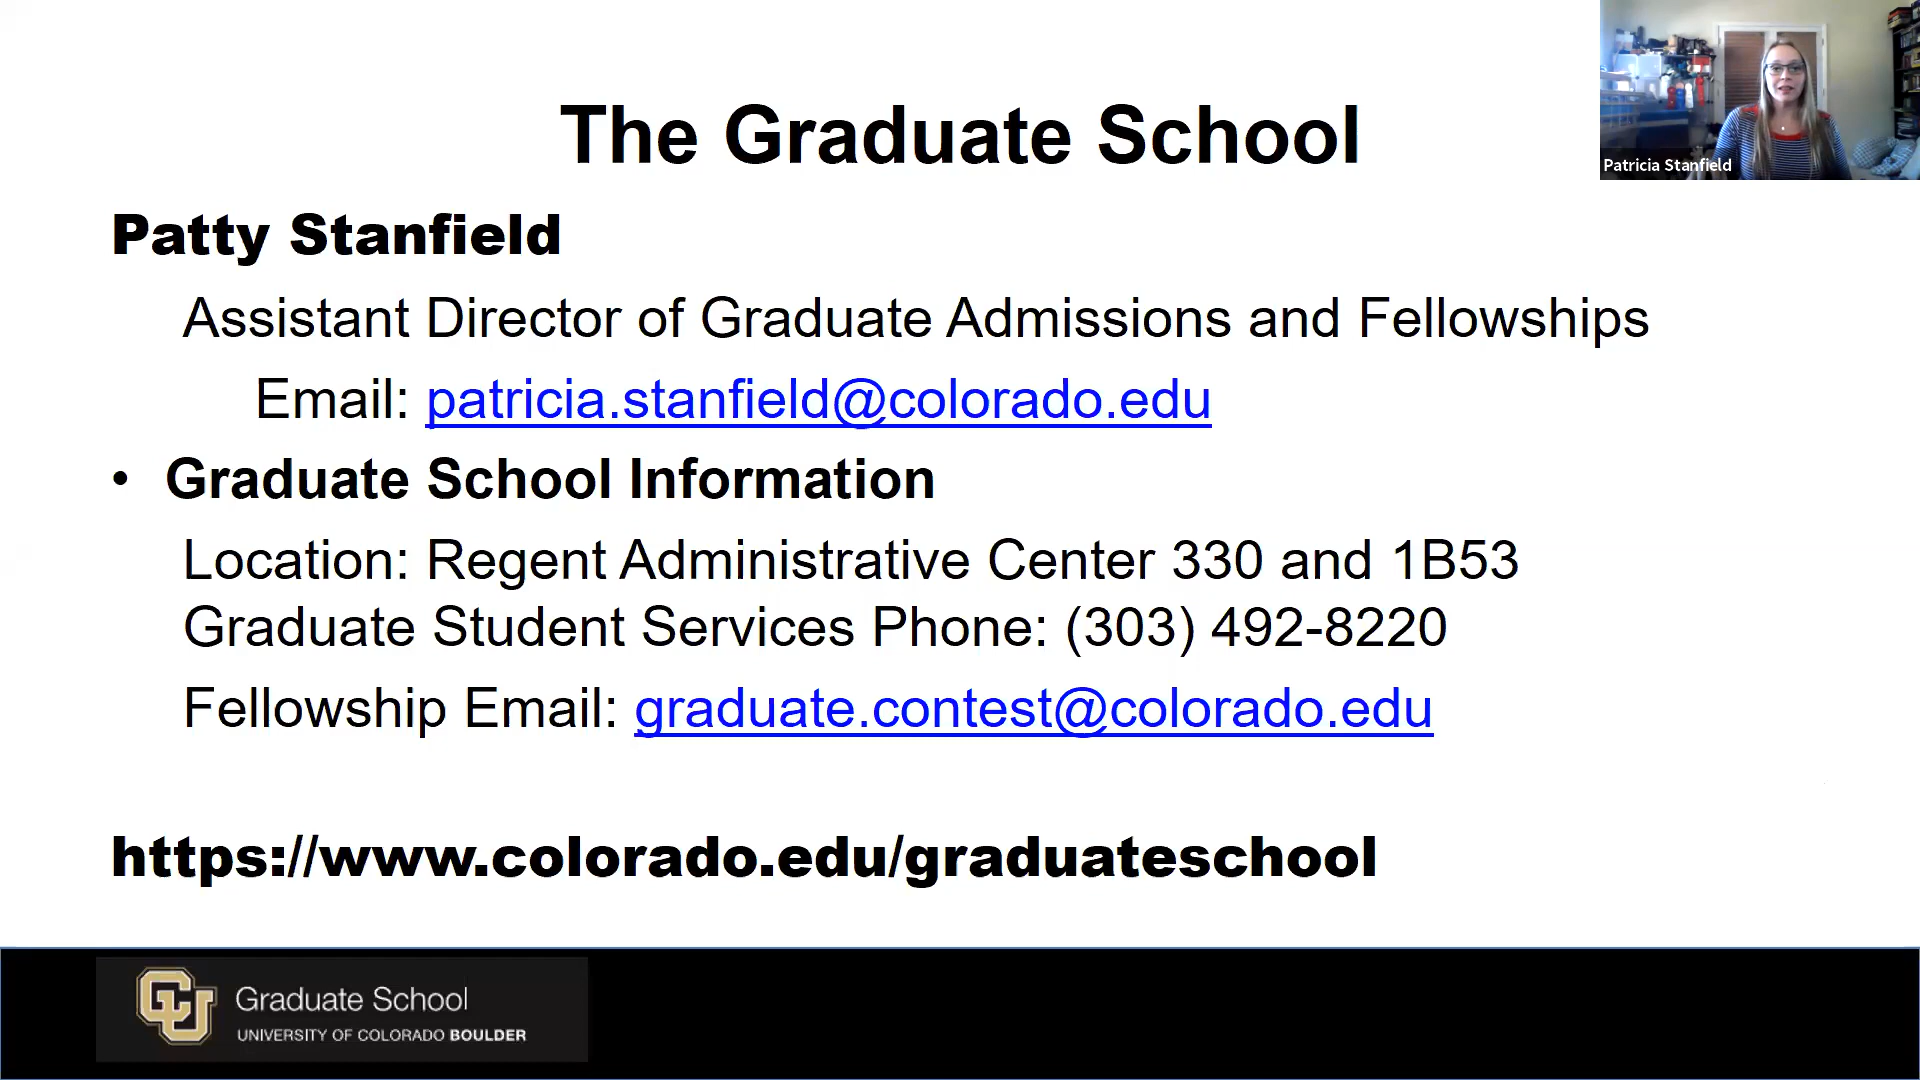 The Graduate School
Patricia Stanfield
Patty Stanfield
Assistant Director of Graduate Admissions and Fellowships
Email: patricia.stanfield@colorado.edu
• Graduate School Information
Location: Regent Administrative Center 330 and 1B53
Graduate Student Services Phone: (303) 492-8220
Fellowship Email: graduate.contest@colorado.edu
https://www.colorado.edu/graduateschool
CU
Graduate School
UNIVERSITY OF COLORADO BOULDER